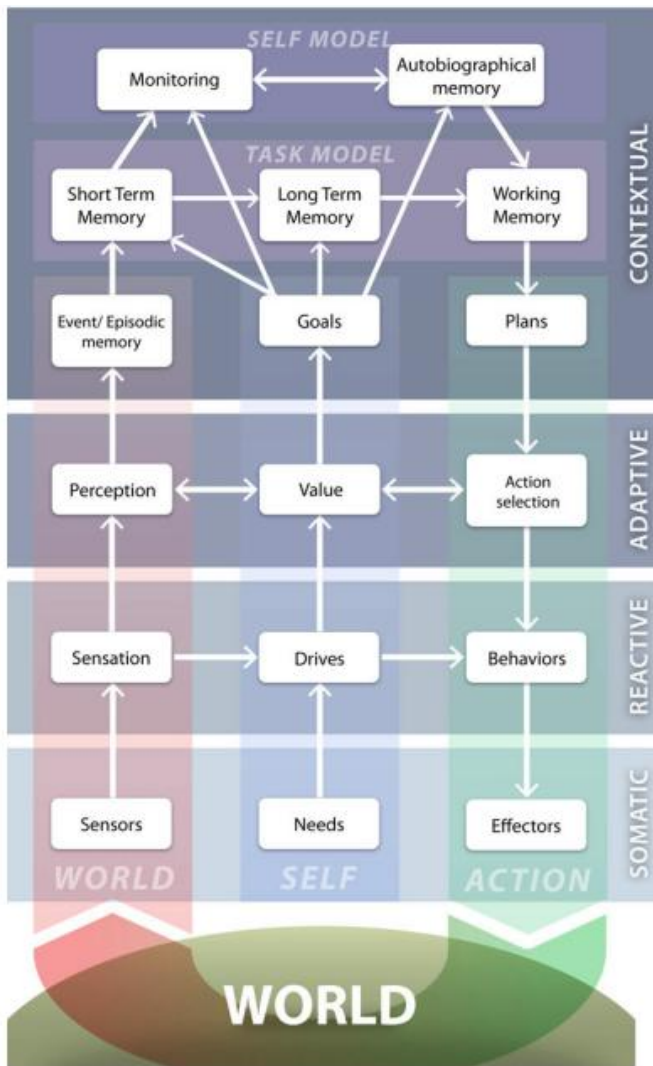 SELF MODEL
Monitoring
Autobiographical
memory
TASK MODEL
Short Term
Memory
Long Term
Memory
Working
Memory
CONTEXTUAL
Event/ Episodic
memory
Goals
Plans
Perception
Value
Action
selection
ADAPTIVE
Sensation
Drives
Behaviors
REACTIVE
Sensors
Needs
Effectors
SOMATIC
WORLD
SELF
ACTION
WORLD